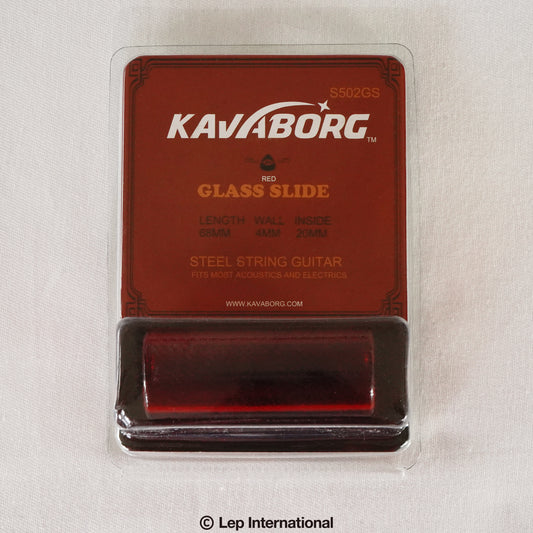 S502GS
KAVABORG
TM
RED
GLASS SLIDE
LENGTH WALL INSIDE
68MM 4MM 20MM
STEEL STRING GUITAR
FITS MOST ACOUSTICS AND ELECTRICS
WWW.KAVABORG.COM
© Lep International